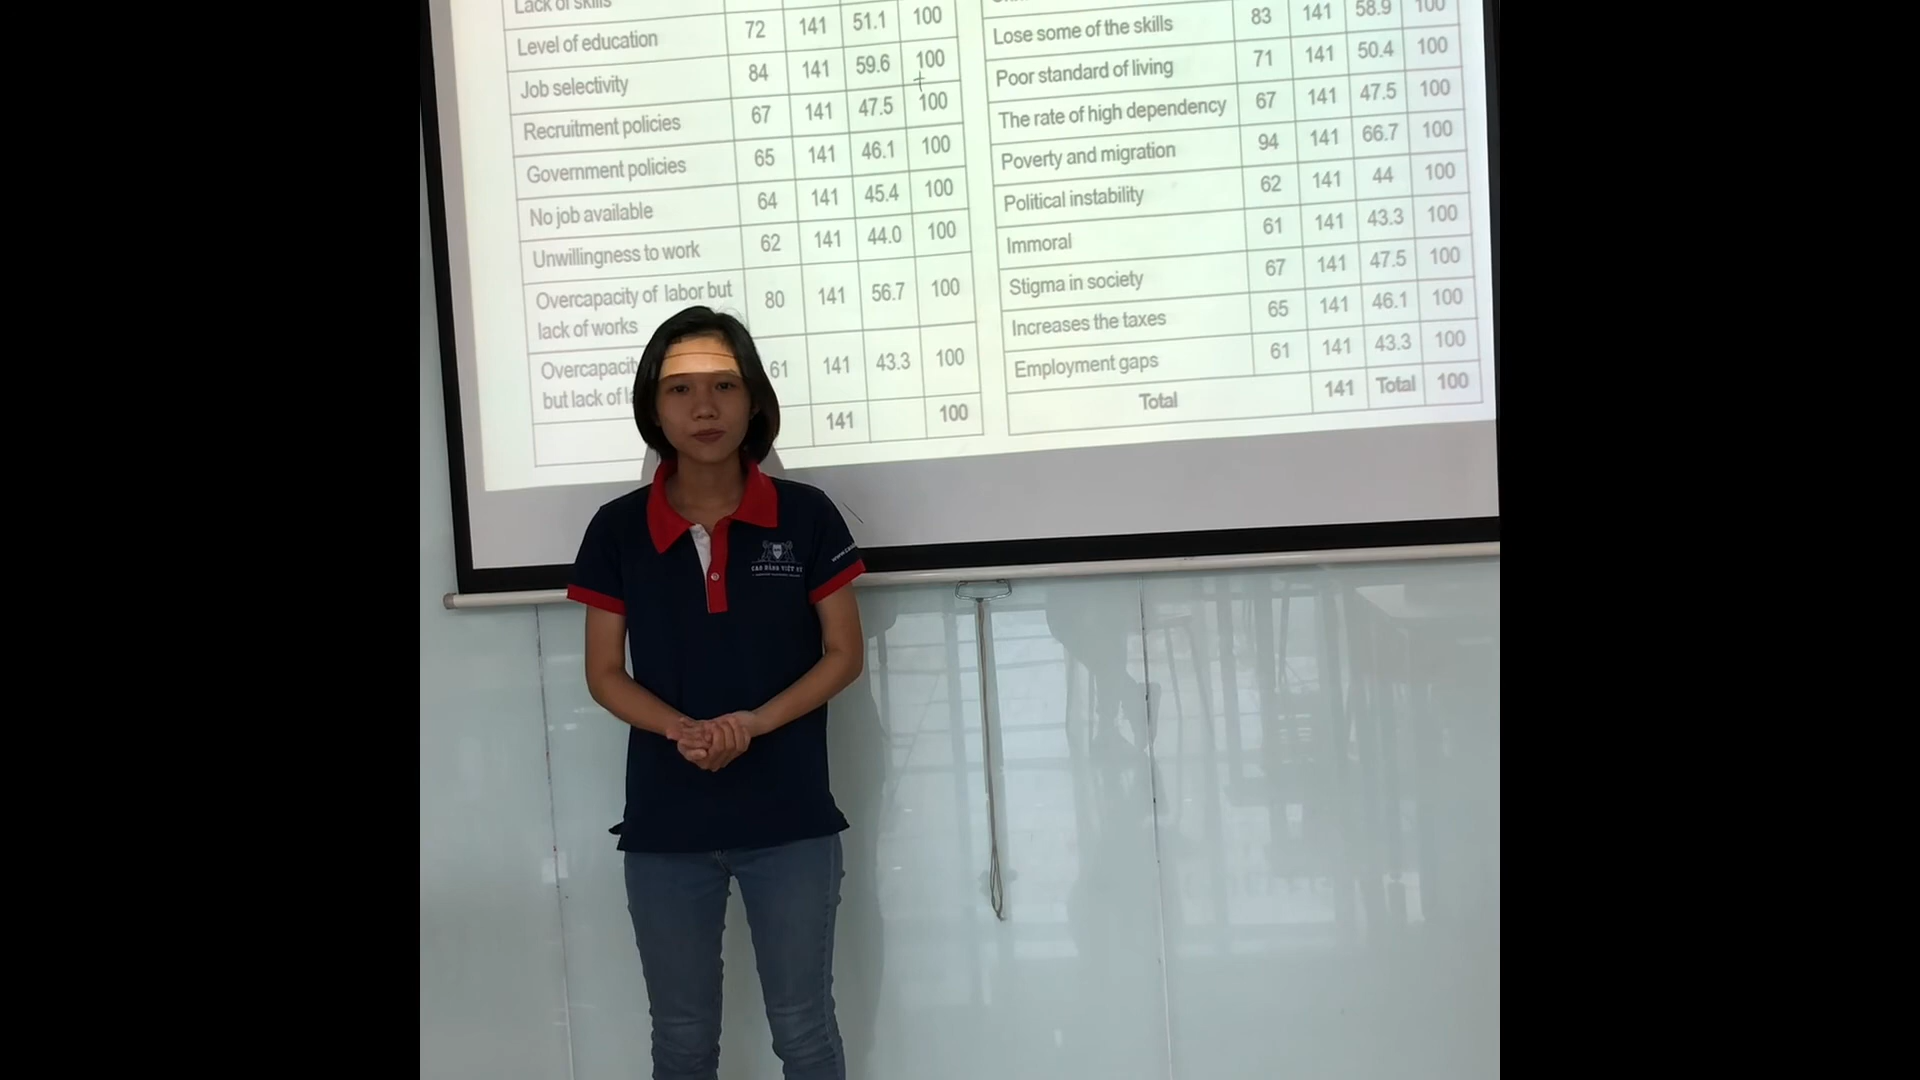 Lack of skills
Level of education 72 141 51.1 100
Job selectivity 84 141 59.6 100
Recruitment policies 67 141 47.5 100
Government policies 65 141 46.1 100
No job available 64 141 45.4 100
Unwillingness to work 62 141 44.0 100
Overcapacity of labor but
lack of works 80 141 56.7 100
Overcapacit
but lack of 61 141 43.3 100
141 100
Lose some of the skills 83 141 58.9 100
Poor standard of living 71 141 50.4 100
The rate of high dependency 67 141 47.5 100
Poverty and migration 94 141 66.7 100
Political instability 62 141 44 100
Immoral 61 141 43.3 100
Stigma in society 67 141 47.5 100
Increases the taxes 65 141 46.1 100
Employment gaps 61 141 43.3 100
Total 141 Total 100
CAO ĐẲNG VIỆT